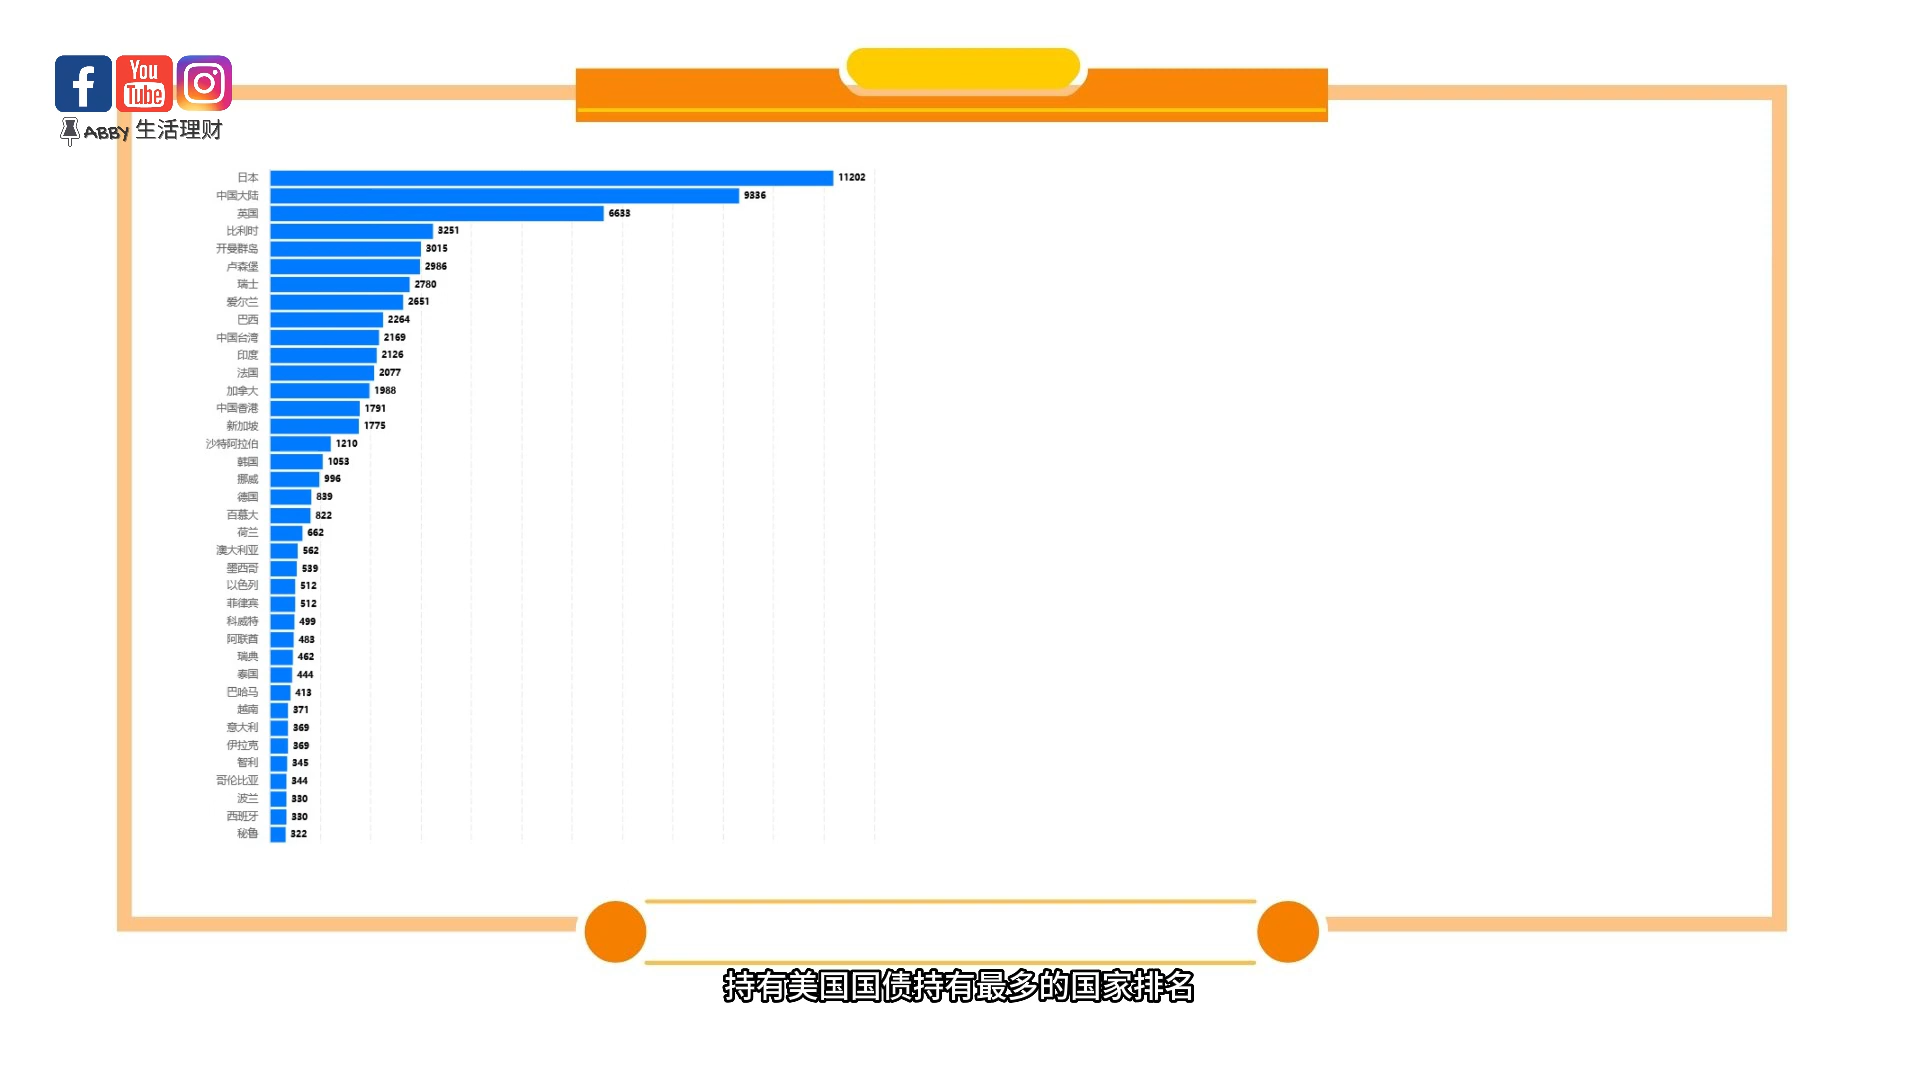 You
Tube
ABBY 生活理财
日本 11202
中国大陆 9336
英国 6633
比利时 3251
开曼群岛 3015
卢森堡 2986
瑞士 2780
爱尔兰 2651
巴西 2264
中国台湾 2169
印度 2126
法国 2077
加拿大 1988
中国香港 1791
新加坡 1775
沙特阿拉伯 1210
韩国 1053
挪威 996
德国 839
百慕大 822
荷兰 662
澳大利亚 562
墨西哥 539
以色列 512
菲律宾 512
科威特 499
阿联酋 483
瑞典 462
泰国 444
巴哈马 413
越南 371
意大利 369
伊拉克 369
智利 345
哥伦比亚 344
波兰 330
西班牙 330
秘鲁 322
持有美国国债持有最多的国家排名